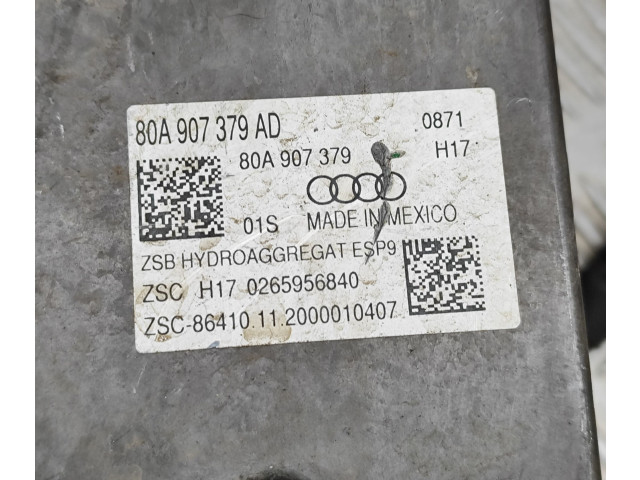 80A 907 379 AD 0871
80A 907 379 H17
01S MADE IN MEXICO
ZSB HYDROAGGREGAT ESP9
ZSC H17 0265956840
ZSC-86410.11.2000010407